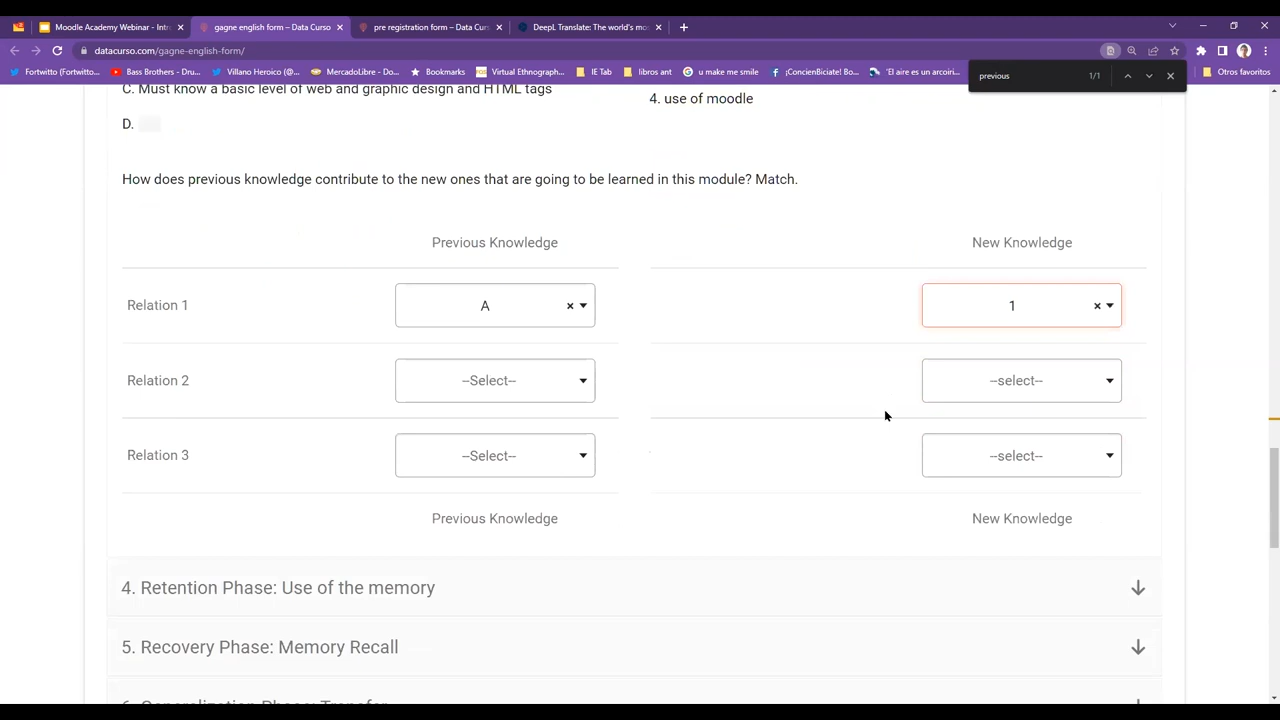 Moodle Academy Webinar - Intr
gagne english form – Data Curso
pre registration form – Data Cur
DeepL Translate: The world's mo
datacurso.com/gagne-english-form/
Fortwitto (Fortwitto...
Bass Brothers - Dru...
Villano Heroico (@...
MercadoLibre - Do...
Bookmarks
Virtual Ethnograph...
IE Tab
libros ant
u make me smile
¡ConcienBiciate! Bo...
'El aire es un arcoiri...
Otros favoritos
previous
1/1
C. Must know a basic level of web and graphic design and HTML tags
4. use of moodle
D.
How does previous knowledge contribute to the new ones that are going to be learned in this module? Match.
Previous Knowledge
New Knowledge
Relation 1
A
1
Relation 2
--Select--
--select--
Relation 3
--Select--
--select--
Previous Knowledge
New Knowledge
4. Retention Phase: Use of the memory
5. Recovery Phase: Memory Recall
6. Generalization Phase: Transfer